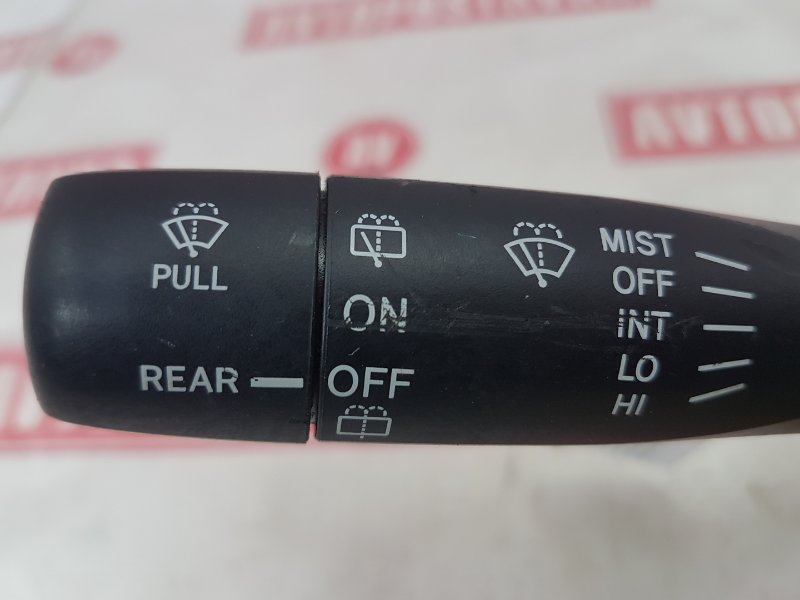 PULL
REAR
ON
OFF
MIST
OFF
INT
LO
HI